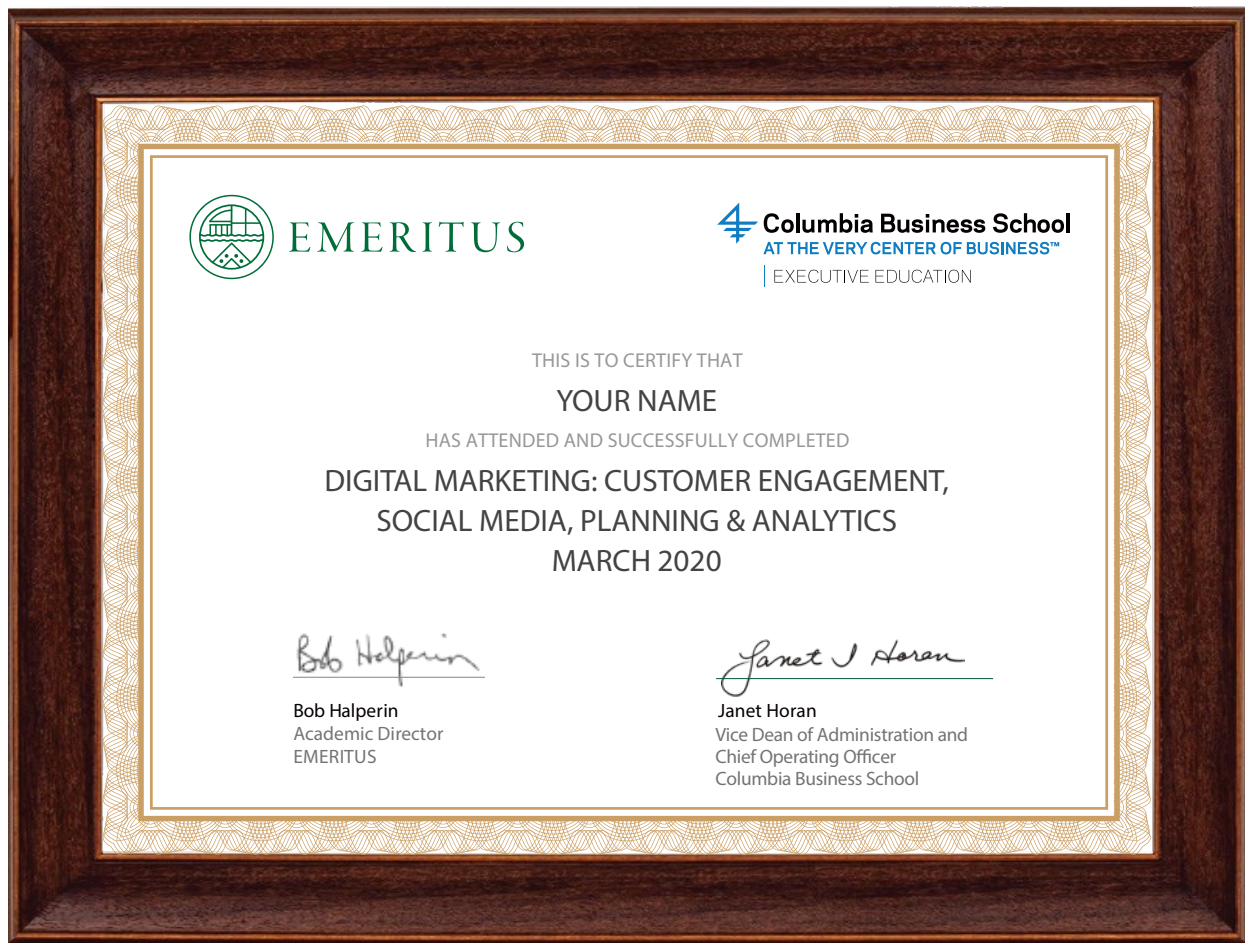 EMERITUS
Columbia Business School
AT THE VERY CENTER OF BUSINESS™
EXECUTIVE EDUCATION
THIS IS TO CERTIFY THAT
YOUR NAME
HAS ATTENDED AND SUCCESSFULLY COMPLETED
DIGITAL MARKETING: CUSTOMER ENGAGEMENT,
SOCIAL MEDIA, PLANNING & ANALYTICS
MARCH 2020
Bob Halperin
Janet J Horan
Bob Halperin
Academic Director
EMERITUS
Janet Horan
Vice Dean of Administration and
Chief Operating Officer
Columbia Business School